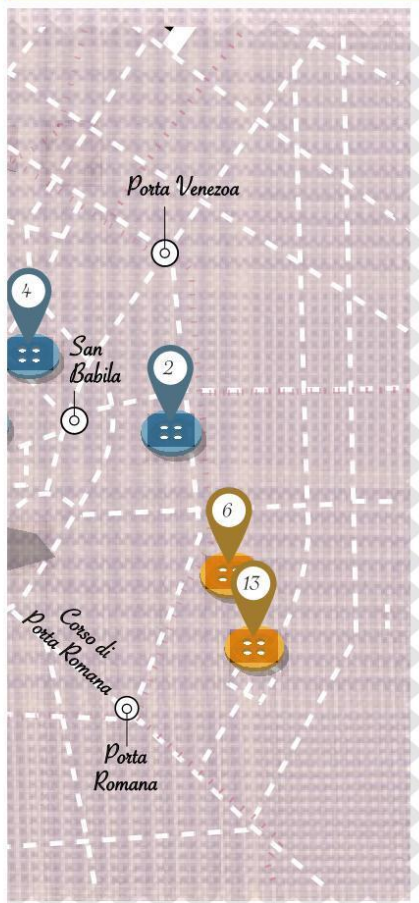 Porta Venezoa
4
San
Babila
2
6
13
Corso di
Porta Romana
Porta
Romana